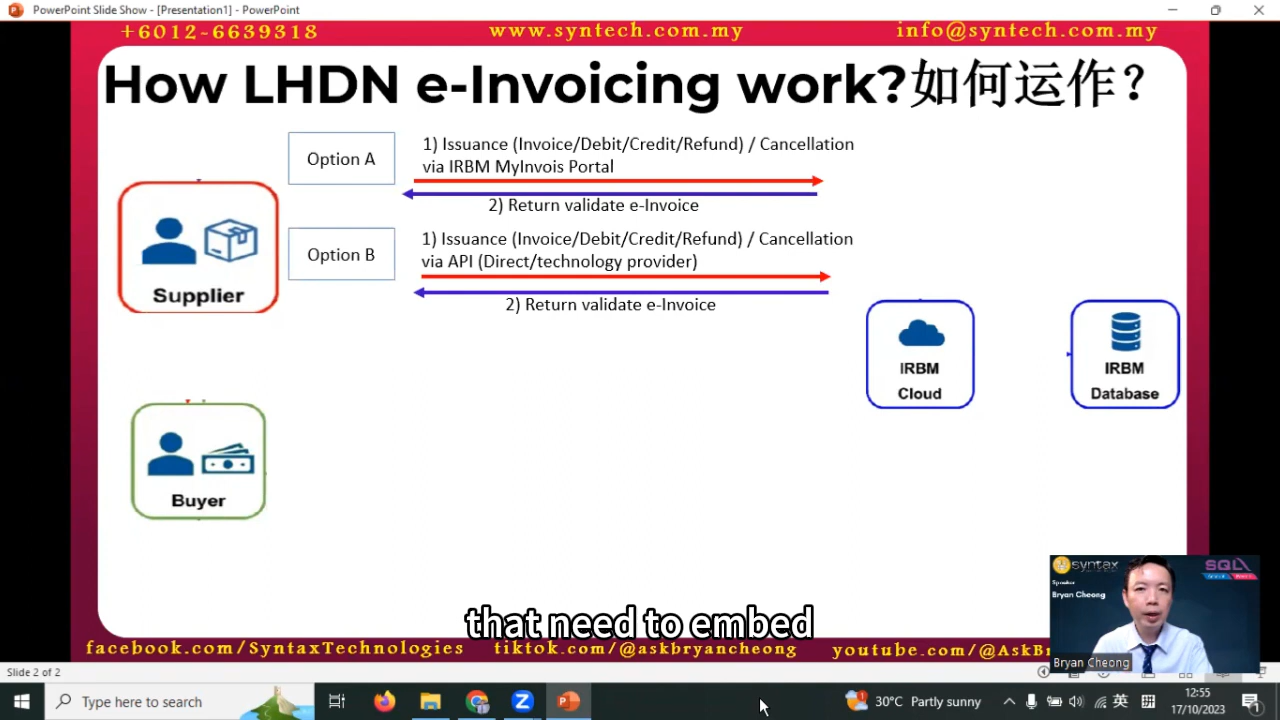 PowerPoint Slide Show - [Presentation1] - PowerPoint
+6012-6639318
www.syntech.com.my
info@syntech.com.my
How LHDN e-Invoicing work?如何运作?
Option A
1) Issuance (Invoice/Debit/Credit/Refund) / Cancellation
via IRBM MyInvois Portal
2) Return validate e-Invoice
Supplier
Option B
1) Issuance (Invoice/Debit/Credit/Refund) / Cancellation
via API (Direct/technology provider)
2) Return validate e-Invoice
IRBM
Cloud
IRBM
Database
Buyer
syntax
SQL
Speaker
Bryan Cheong
Bryan Cheong
that need to embed
facebook.com/SyntaxTechnologies
tiktok.com/@askbryancheong
youtube.com/@AskBr
Slide 2 of 2
Type here to search
30°C Partly sunny
英
拼
12:55
17/10/2023
1